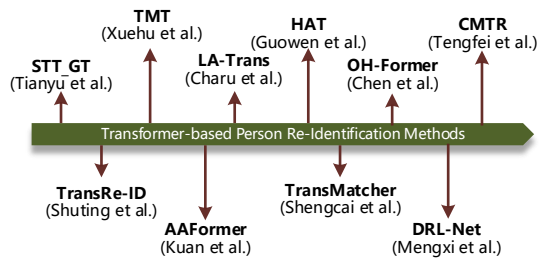 TMT
(Xuehu et al.)
HAT
(Guowen et al.)
CMTR
(Tengfei et al.)
STT_GT
(Tianyu et al.)
LA-Trans
(Charu et al.)
OH-Former
(Chen et al.)
Transformer-based Person Re-Identification Methods
TransRe-ID
(Shuting et al.)
TransMatcher
(Shengcai et al.)
AAFormer
(Kuan et al.)
DRL-Net
(Mengxi et al.)